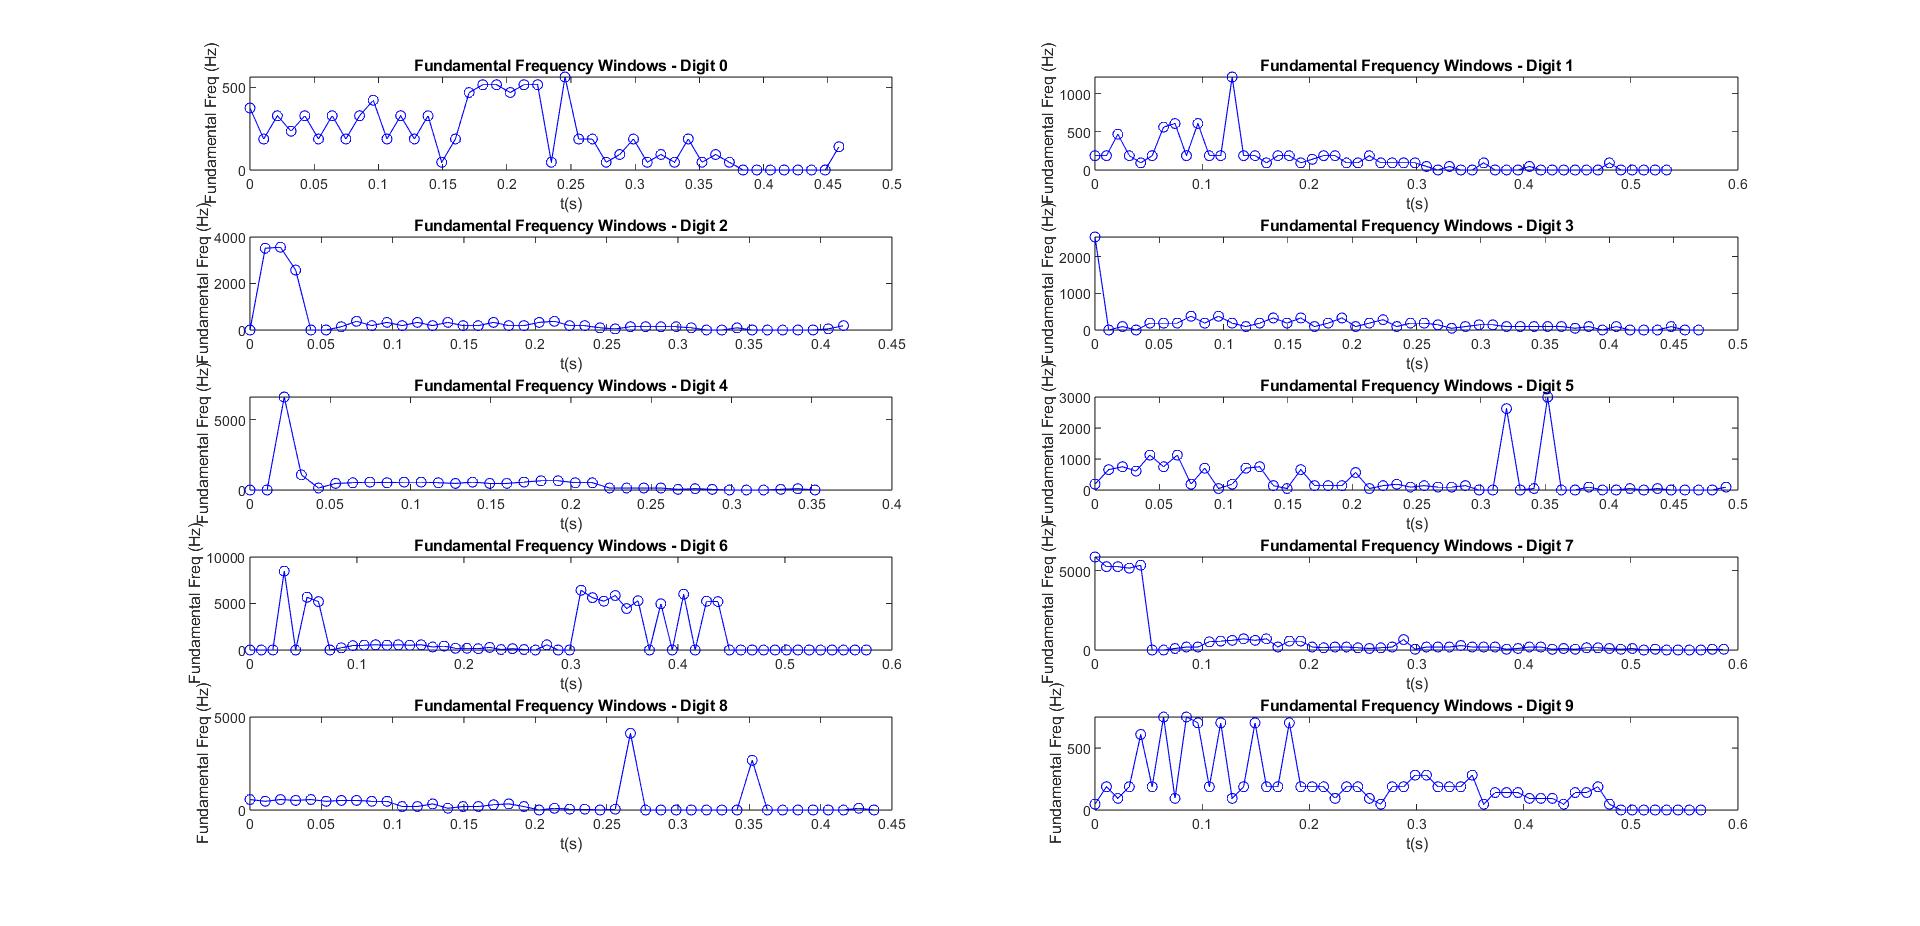 Fundamental Frequency Windows - Digit 0
Fundamental Freq (Hz)
500
0
0 0.05 0.1 0.15 0.2 0.25 0.3 0.35 0.4 0.45 0.5
t(s)
Fundamental Frequency Windows - Digit 1
Fundamental Freq (Hz)
1000
500
0
0 0.1 0.2 0.3 0.4 0.5 0.6
t(s)
Fundamental Frequency Windows - Digit 2
Fundamental Freq (Hz)
4000
2000
0
0 0.05 0.1 0.15 0.2 0.25 0.3 0.35 0.4 0.45
t(s)
Fundamental Frequency Windows - Digit 3
Fundamental Freq (Hz)
2000
1000
0
0 0.05 0.1 0.15 0.2 0.25 0.3 0.35 0.4 0.45 0.5
t(s)
Fundamental Frequency Windows - Digit 4
Fundamental Freq (Hz)
5000
0
0 0.05 0.1 0.15 0.2 0.25 0.3 0.35 0.4
t(s)
Fundamental Frequency Windows - Digit 5
Fundamental Freq (Hz)
3000
2000
1000
0
0 0.05 0.1 0.15 0.2 0.25 0.3 0.35 0.4 0.45 0.5
t(s)
Fundamental Frequency Windows - Digit 6
Fundamental Freq (Hz)
10000
5000
0
0 0.1 0.2 0.3 0.4 0.5 0.6
t(s)
Fundamental Frequency Windows - Digit 7
Fundamental Freq (Hz)
5000
0
0 0.1 0.2 0.3 0.4 0.5 0.6
t(s)
Fundamental Frequency Windows - Digit 8
Fundamental Freq (Hz)
5000
0
0 0.05 0.1 0.15 0.2 0.25 0.3 0.35 0.4 0.45
t(s)
Fundamental Frequency Windows - Digit 9
Fundamental Freq (Hz)
500
0
0 0.1 0.2 0.3 0.4 0.5 0.6
t(s)